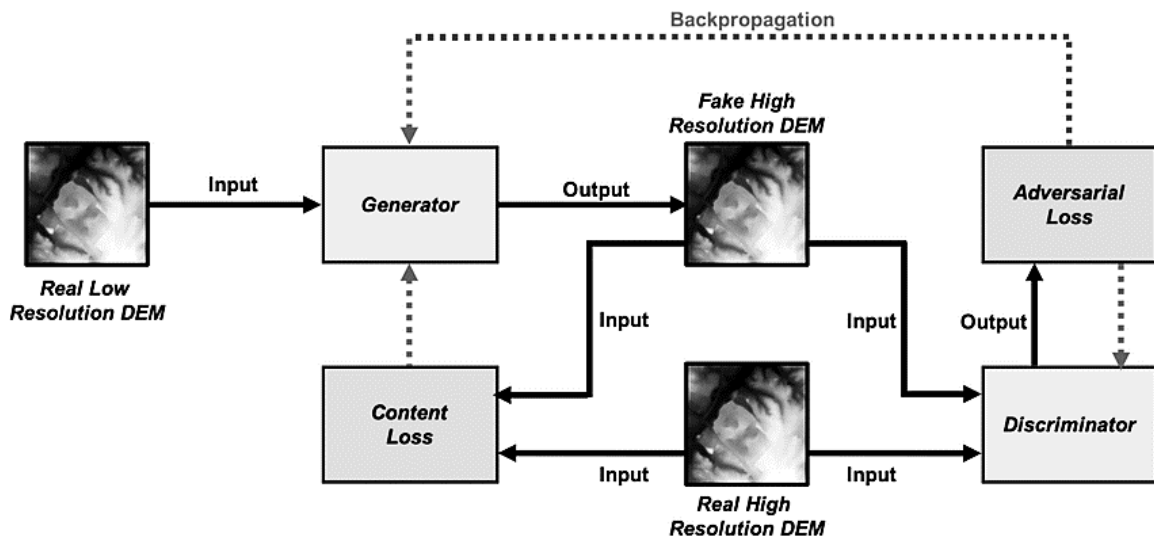 Backpropagation
Fake High
Resolution DEM
Input
Generator
Output
Adversarial
Loss
Real Low
Resolution DEM
Input
Input
Output
Content
Loss
Discriminator
Input
Input
Real High
Resolution DEM